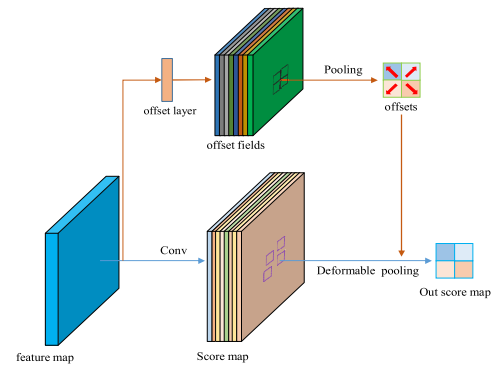 Pooling
offset layer
offsets
offset fields
Conv
Deformable pooling
Out score map
feature map
Score map